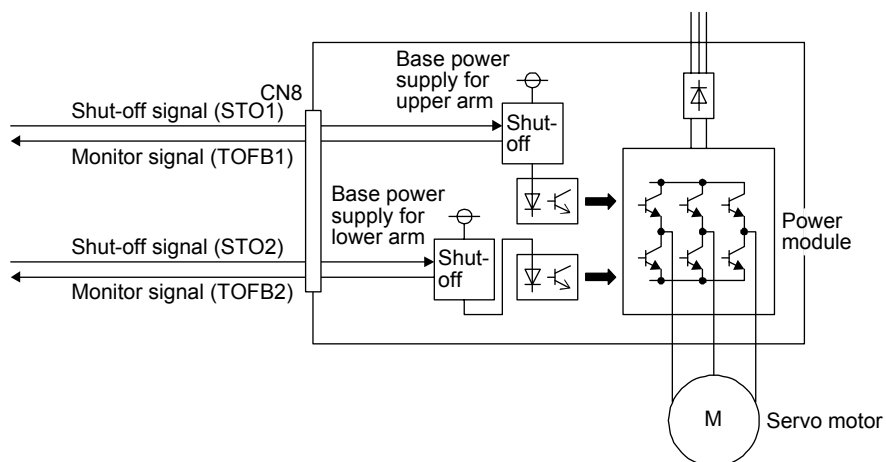 Base power
supply for
upper arm
CN8
Shut-off signal (STO1)
Shut-
off
Monitor signal (TOFB1)
Base power
supply for
lower arm
Power
module
Shut-off signal (STO2)
Shut-
off
Monitor signal (TOFB2)
M
Servo motor